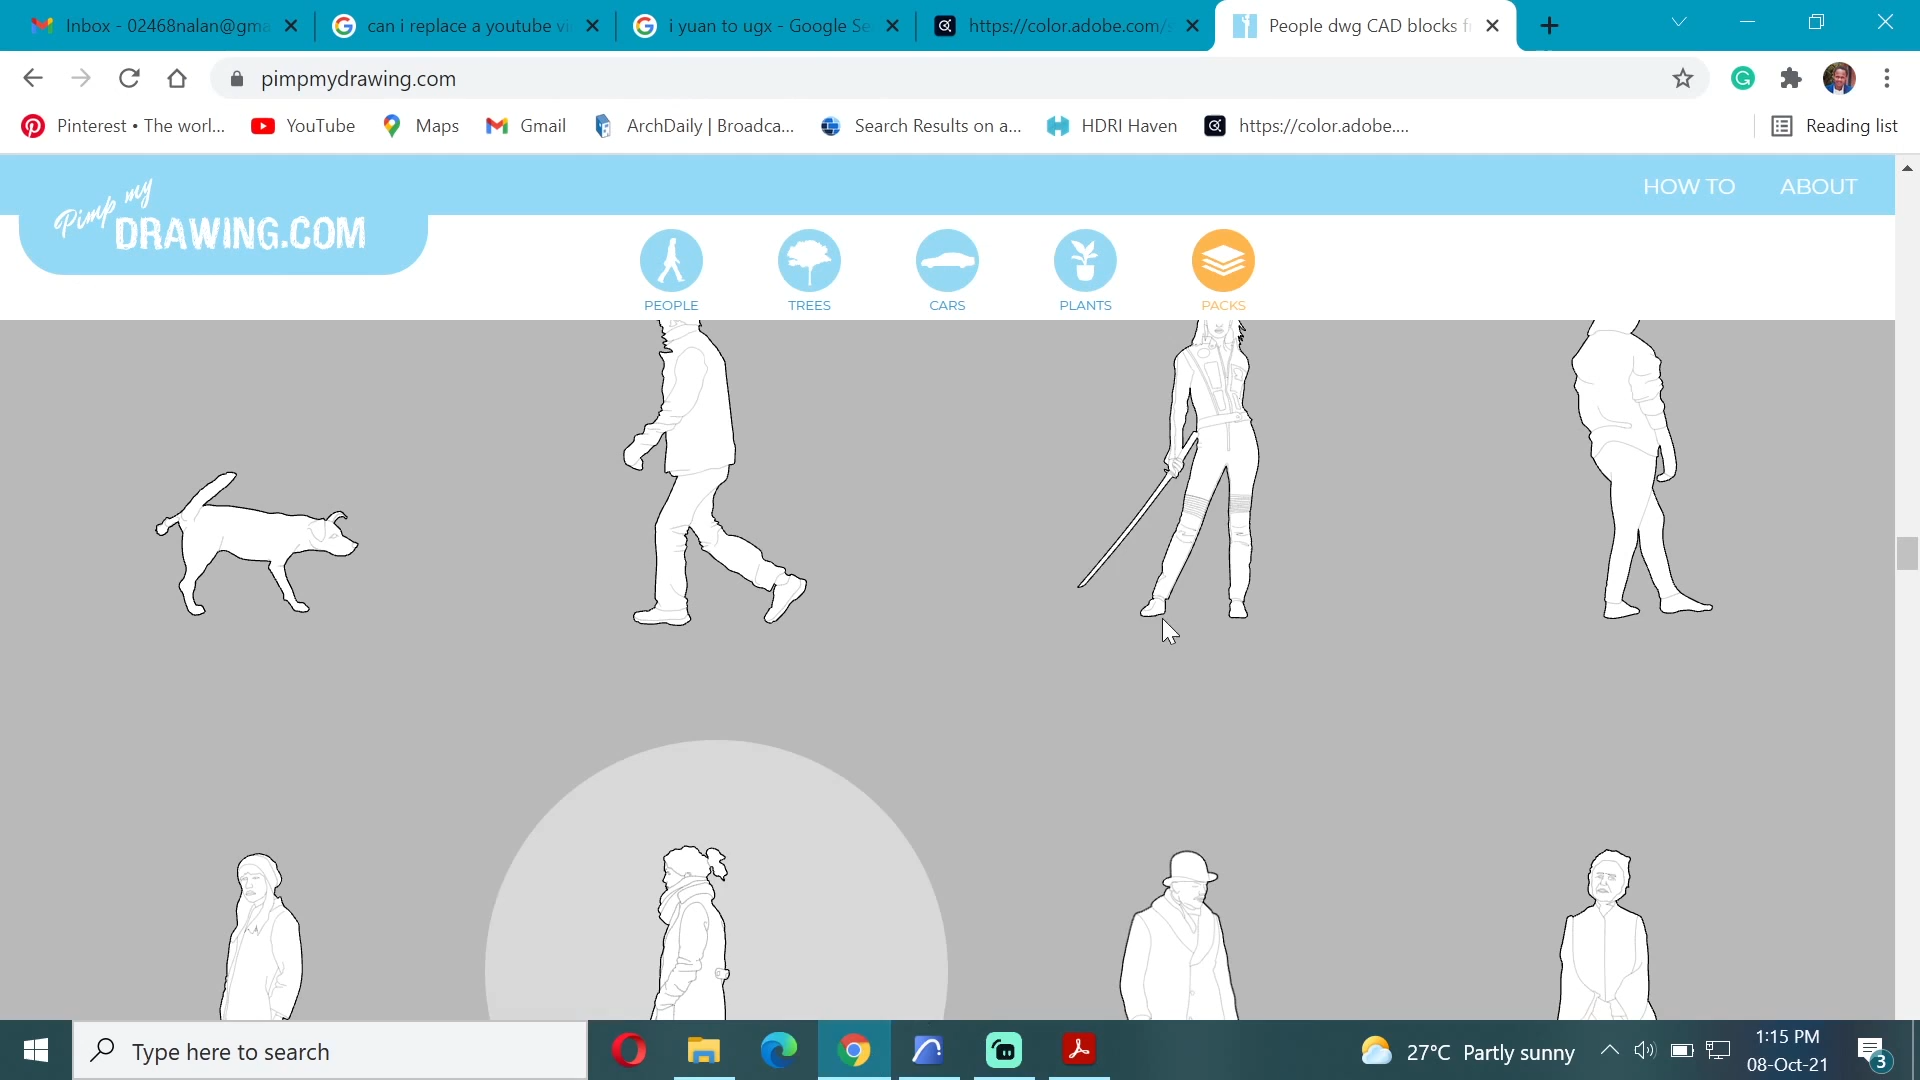 Inbox - 02468nalan@gma
can i replace a youtube vi
i yuan to ugx - Google Se
https://color.adobe.com/s
People dwg CAD blocks f
pimpmydrawing.com
Pinterest • The worl...
YouTube
Maps
Gmail
ArchDaily | Broadca...
Search Results on a...
HDRI Haven
https://color.adobe....
Reading list
HOW TO
ABOUT
Pimp my
DRAWING.COM
PEOPLE
TREES
CARS
PLANTS
PACKS
Type here to search
27°C Partly sunny
1:15 PM
08-Oct-21
3